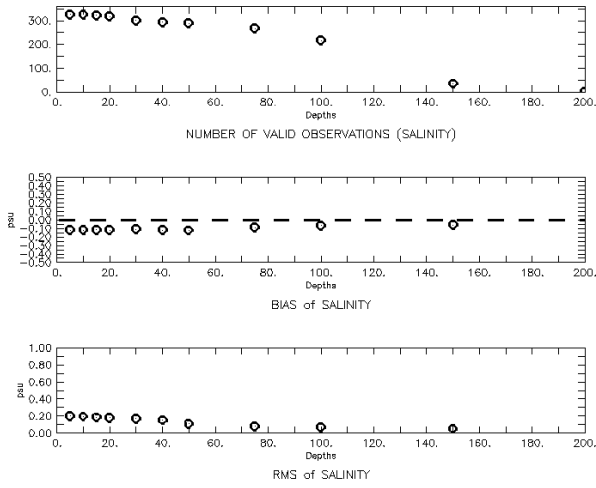 300.
200.
100.
0.
0. 20. 40. 60. 80. 100. 120. 140. 160. 180. 200.
Depths
NUMBER OF VALID OBSERVATIONS (SALINITY)
0.50
0.40
0.30
0.20
0.10
0.00
-0.10
-0.20
-0.30
-0.40
-0.50
psu
0. 20. 40. 60. 80. 100. 120. 140. 160. 180. 200.
Depths
BIAS of SALINITY
1.00
0.80
0.60
0.40
0.20
0.00
psu
0. 20. 40. 60. 80. 100. 120. 140. 160. 180. 200.
Depths
RMS of SALINITY